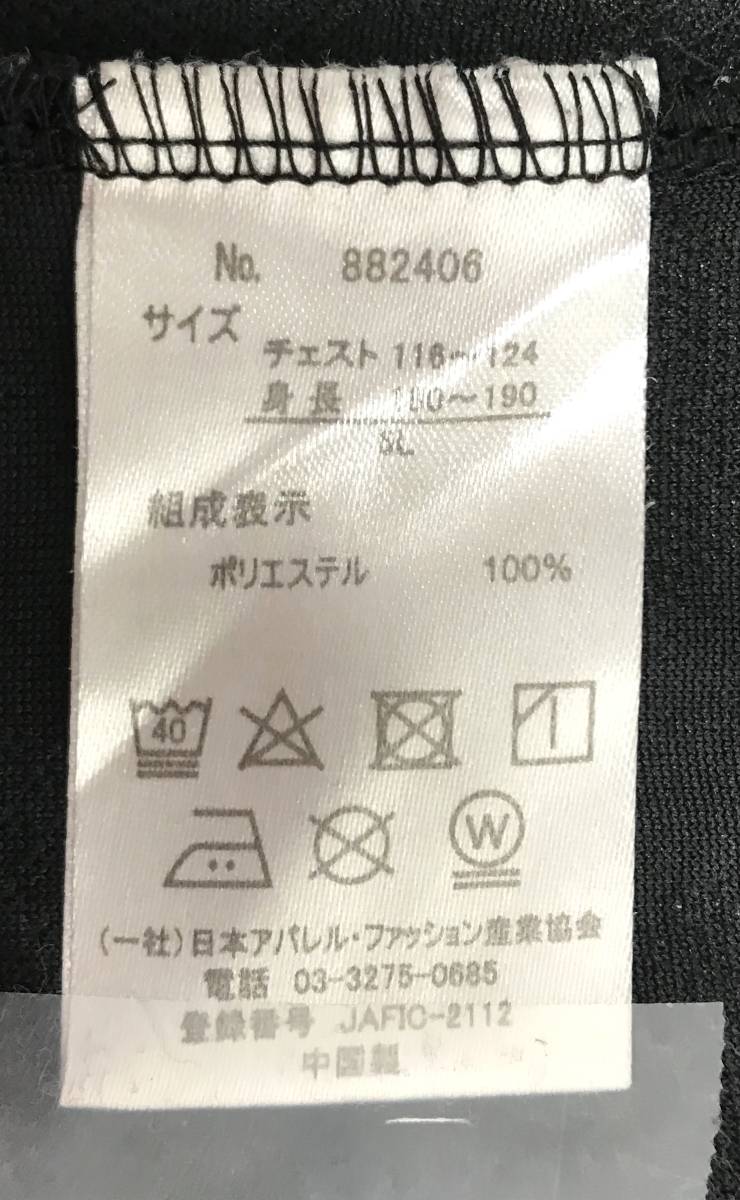 No. 882406
サイズ
チェスト 116~124
身長 180~190
組成表示
ポリエステル 100%
40
W
(一社)日本アパレル・ファッション産業協会
電話 03-3275-0685
登録番号 JAFIC-2112
中国製